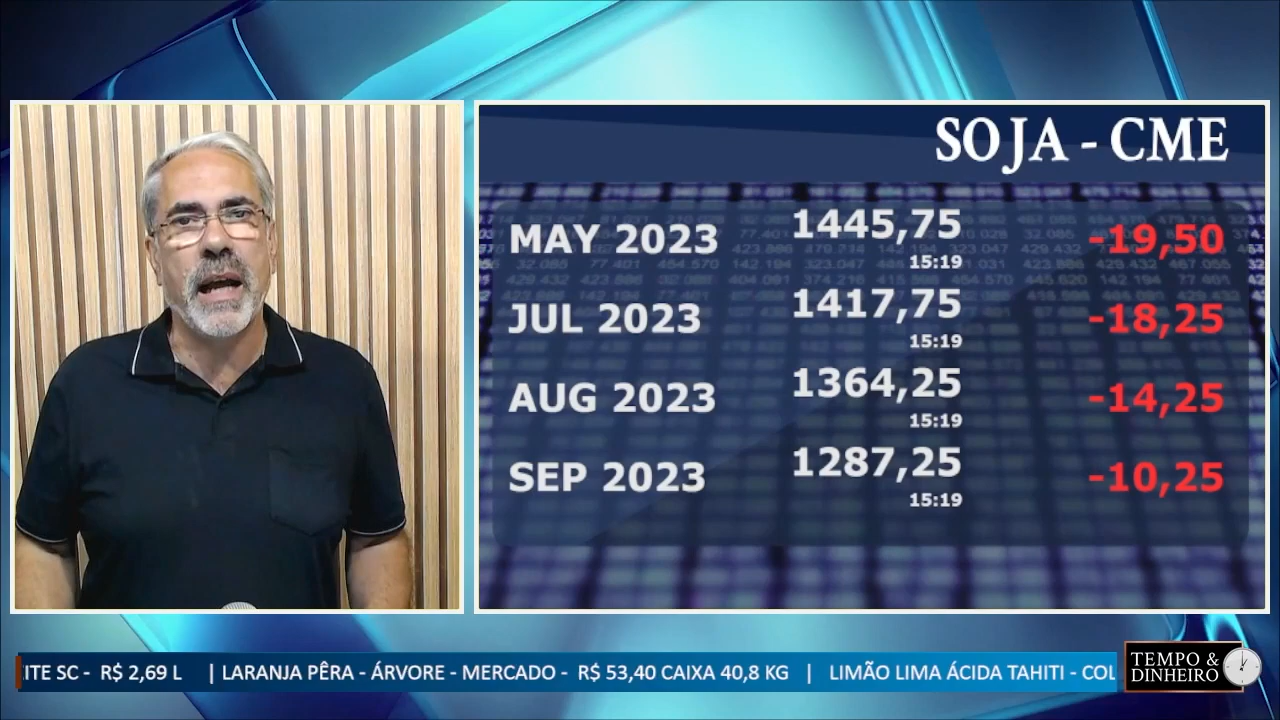 SOJA - CME
MAY 2023 1445,75 -19,50
15:19
JUL 2023 1417,75 -18,25
15:19
AUG 2023 1364,25 -14,25
15:19
SEP 2023 1287,25 -10,25
15:19
ITE SC - R$ 2,69 L | LARANJA PÊRA - ÁRVORE - MERCADO - R$ 53,40 CAIXA 40,8 KG | LIMÃO LIMA ÁCIDA TAHITI - COL
TEMPO &
DINHEIRO